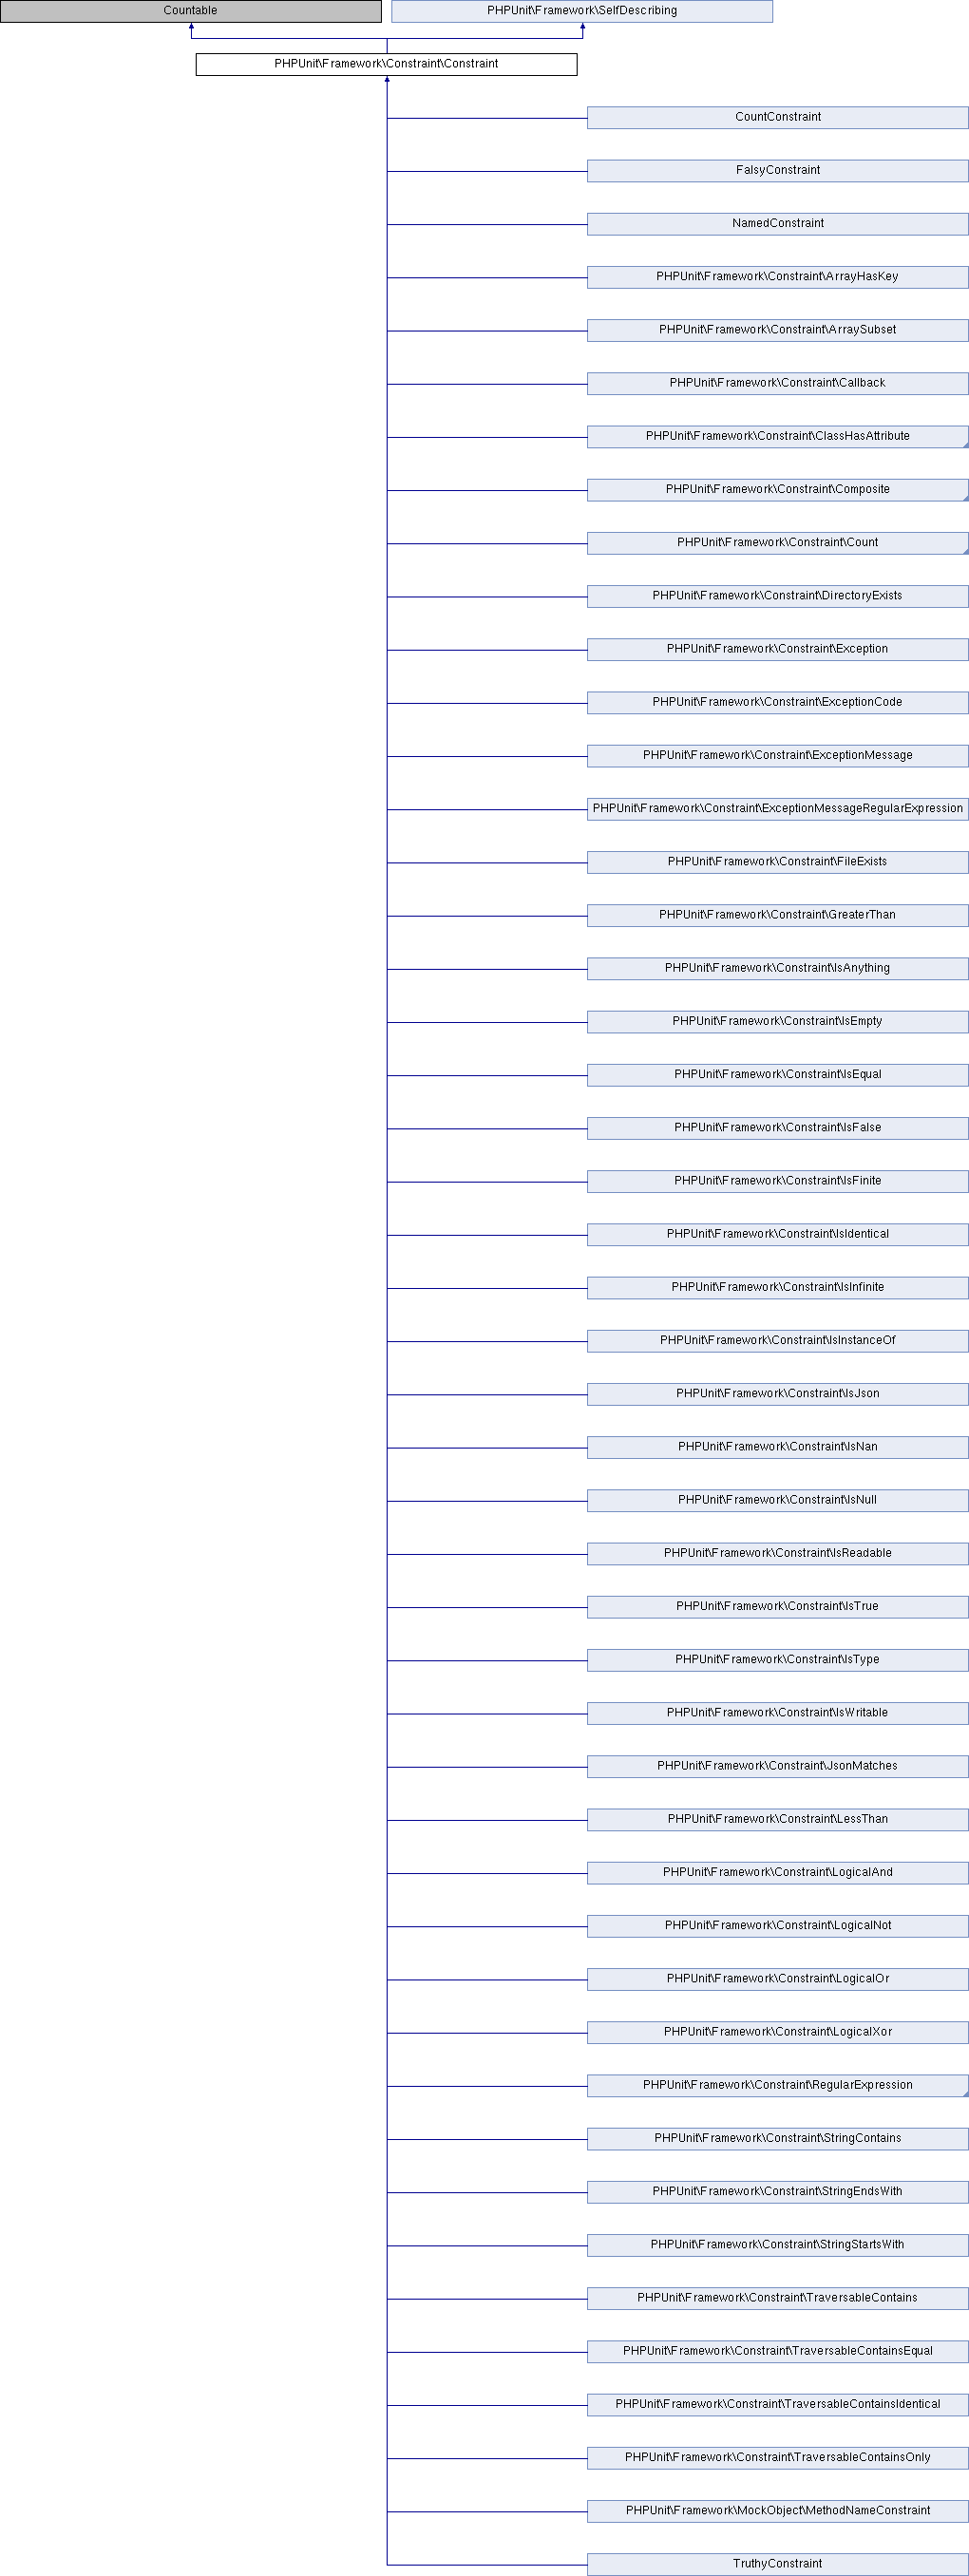 Countable
PHPUnit\Framework\SelfDescribing
PHPUnit\Framework\Constraint\Constraint
CountConstraint
FalsyConstraint
NamedConstraint
PHPUnit\Framework\Constraint\ArrayHasKey
PHPUnit\Framework\Constraint\ArraySubset
PHPUnit\Framework\Constraint\Callback
PHPUnit\Framework\Constraint\ClassHasAttribute
PHPUnit\Framework\Constraint\Composite
PHPUnit\Framework\Constraint\Count
PHPUnit\Framework\Constraint\DirectoryExists
PHPUnit\Framework\Constraint\Exception
PHPUnit\Framework\Constraint\ExceptionCode
PHPUnit\Framework\Constraint\ExceptionMessage
PHPUnit\Framework\Constraint\ExceptionMessageRegularExpression
PHPUnit\Framework\Constraint\FileExists
PHPUnit\Framework\Constraint\GreaterThan
PHPUnit\Framework\Constraint\IsAnything
PHPUnit\Framework\Constraint\IsEmpty
PHPUnit\Framework\Constraint\IsEqual
PHPUnit\Framework\Constraint\IsFalse
PHPUnit\Framework\Constraint\IsFinite
PHPUnit\Framework\Constraint\IsIdentical
PHPUnit\Framework\Constraint\IsInfinite
PHPUnit\Framework\Constraint\IsInstanceOf
PHPUnit\Framework\Constraint\IsJson
PHPUnit\Framework\Constraint\IsNan
PHPUnit\Framework\Constraint\IsNull
PHPUnit\Framework\Constraint\IsReadable
PHPUnit\Framework\Constraint\IsTrue
PHPUnit\Framework\Constraint\IsType
PHPUnit\Framework\Constraint\IsWritable
PHPUnit\Framework\Constraint\JsonMatches
PHPUnit\Framework\Constraint\LessThan
PHPUnit\Framework\Constraint\LogicalAnd
PHPUnit\Framework\Constraint\LogicalNot
PHPUnit\Framework\Constraint\LogicalOr
PHPUnit\Framework\Constraint\LogicalXor
PHPUnit\Framework\Constraint\RegularExpression
PHPUnit\Framework\Constraint\StringContains
PHPUnit\Framework\Constraint\StringEndsWith
PHPUnit\Framework\Constraint\StringStartsWith
PHPUnit\Framework\Constraint\TraversableContains
PHPUnit\Framework\Constraint\TraversableContainsEqual
PHPUnit\Framework\Constraint\TraversableContainsIdentical
PHPUnit\Framework\Constraint\TraversableContainsOnly
PHPUnit\Framework\MockObject\MethodNameConstraint
TruthyConstraint